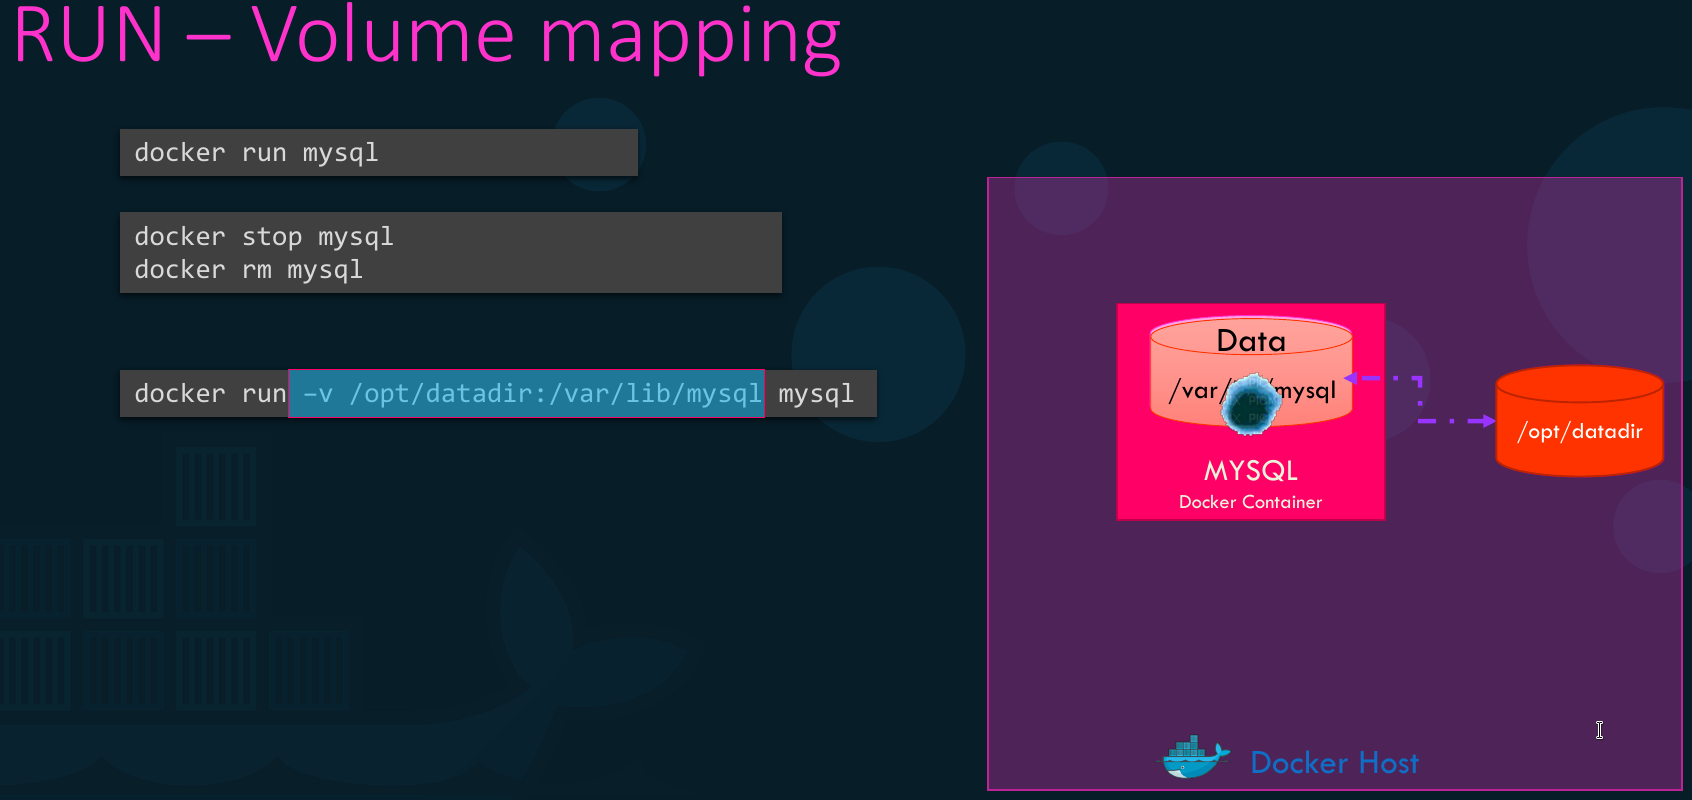 RUN – Volume mapping
docker run mysql
docker stop mysql
docker rm mysql
docker run –v /opt/datadir:/var/lib/mysql mysql
Data
/var/ mysql
MYSQL
Docker Container
/opt/datadir
Docker Host